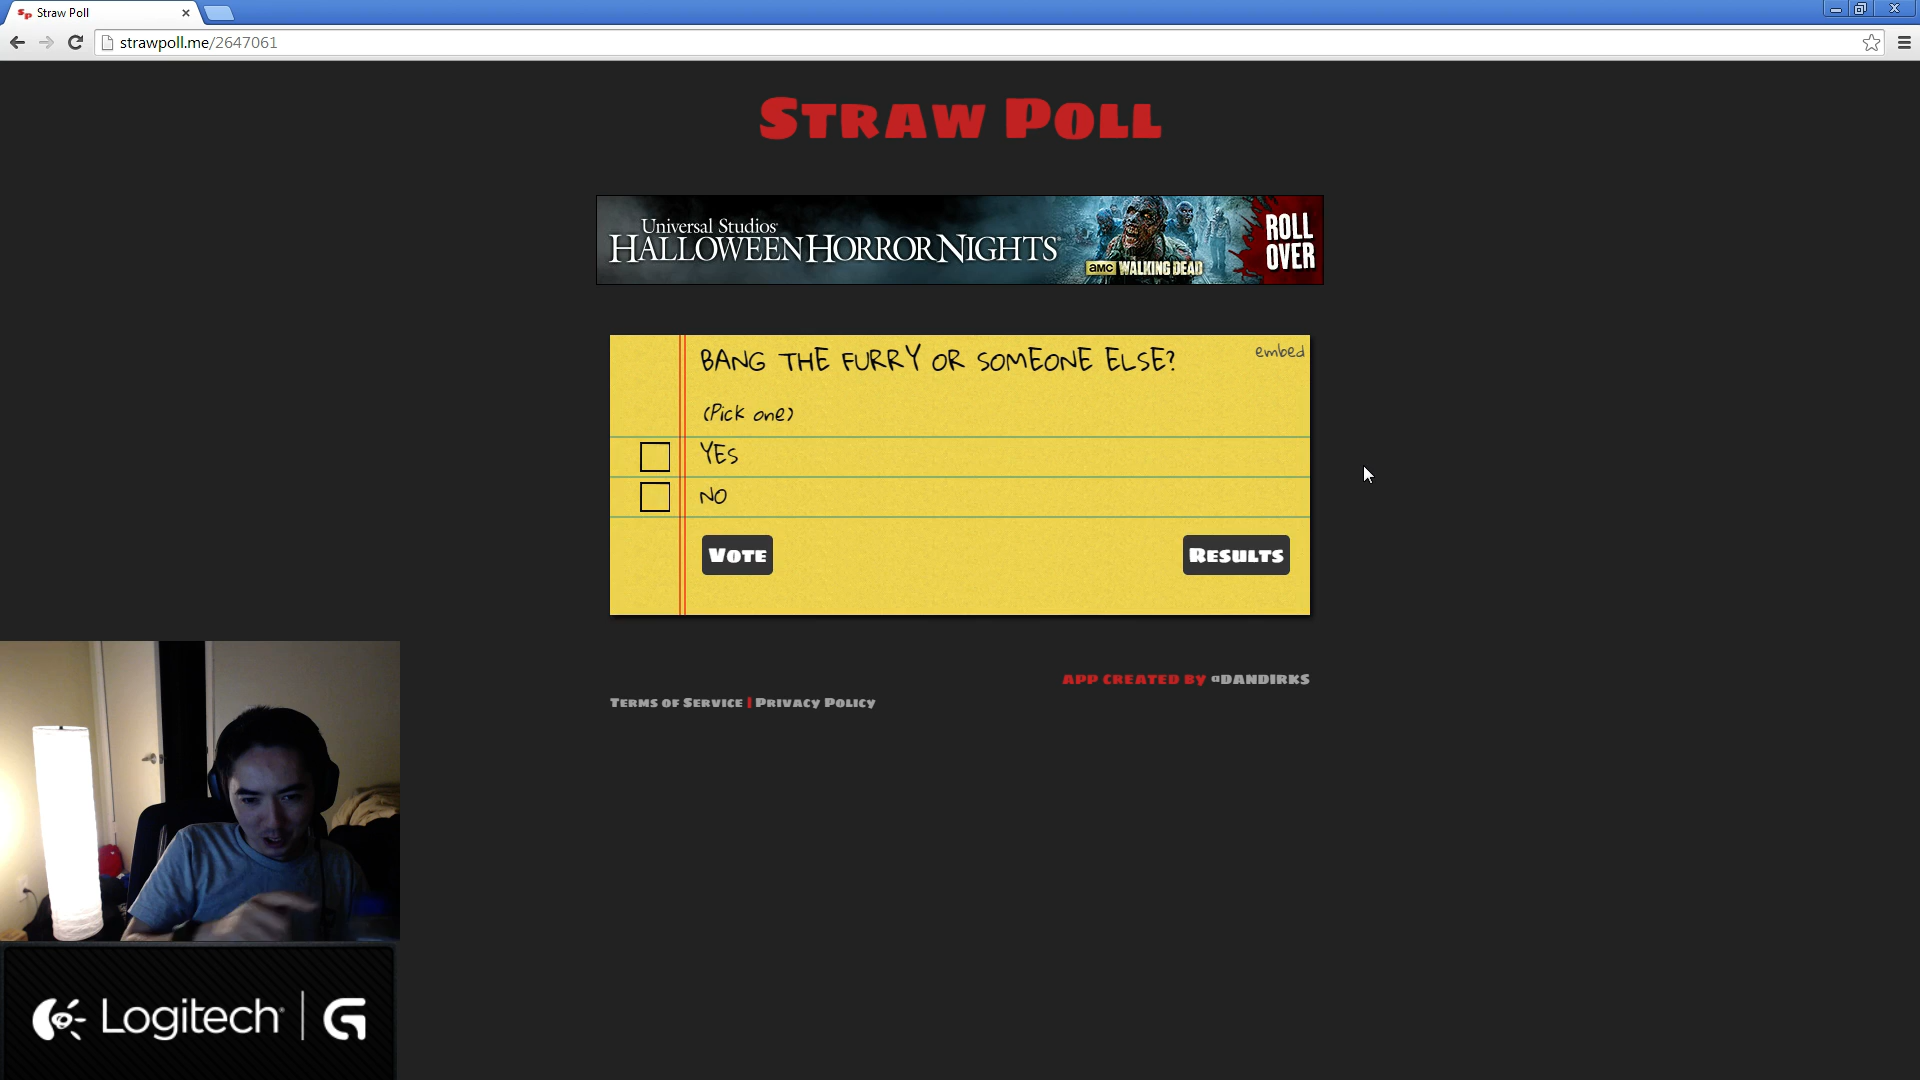 Straw Poll
strawpoll.me/2647061
STRAW POLL
Universal Studios
HALLOWEEN HORROR NIGHTS
amc WALKING DEAD
ROLL
OVER
BANG THE FURRY OR SOMEONE ELSE?
embed
(Pick one)
YES
NO
VOTE
RESULTS
APP CREATED BY @DANDIRKS
TERMS OF SERVICE | PRIVACY POLICY
Logitech G